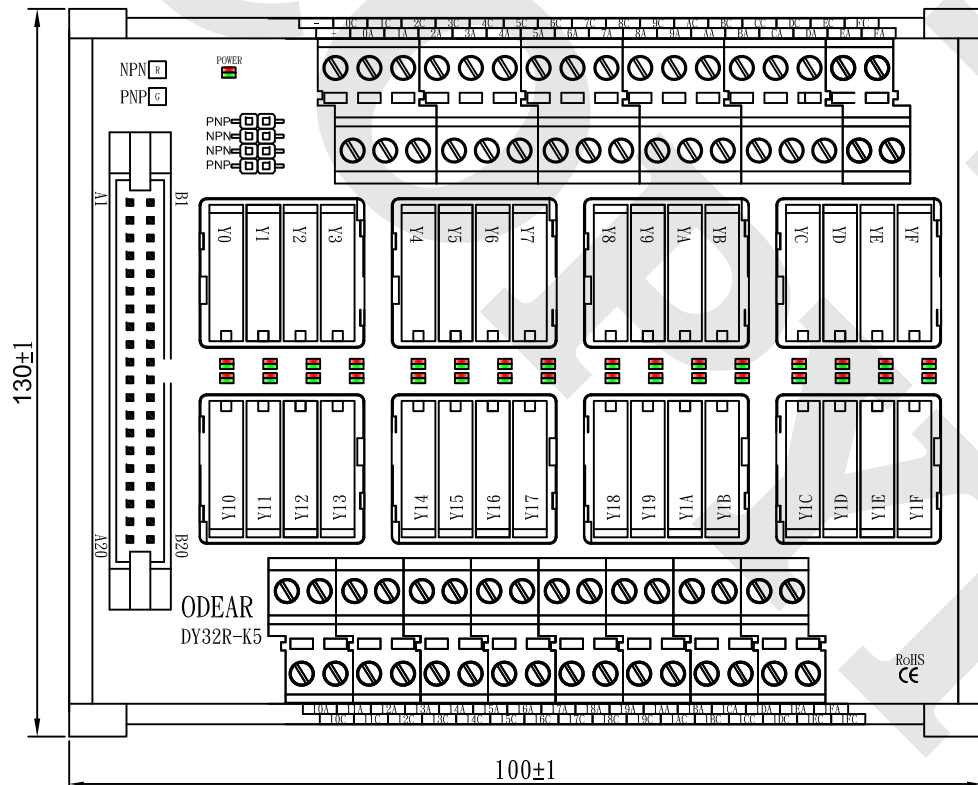 - 0C 1C 2C 3C 4C 5C 6C 7C 8C 9C AC BC CC DC EC FC
- 0A 1A 2A 3A 4A 5A 6A 7A 8A 9A AA BA CA DA EA FA
NPN R
PNP G
POWER
PNP
NPN
NPN
PNP
A1 B1
Y0 Y1 Y2 Y3 Y4 Y5 Y6 Y7 Y8 Y9 YA YB YC YD YE YF
130±1
Y10 Y11 Y12 Y13 Y14 Y15 Y16 Y17 Y18 Y19 Y1A Y1B Y1C Y1D Y1E Y1F
A20 B20
ODEAR
DY32R-K5
RoHS
CE
10A 11A 12A 13A 14A 15A 16A 17A 18A 19A 1AA 1BA 1CA 1DA 1EA 1FA
10C 11C 12C 13C 14C 15C 16C 17C 18C 19C 1AC 1BC 1CC 1DC 1EC 1FC
100±1